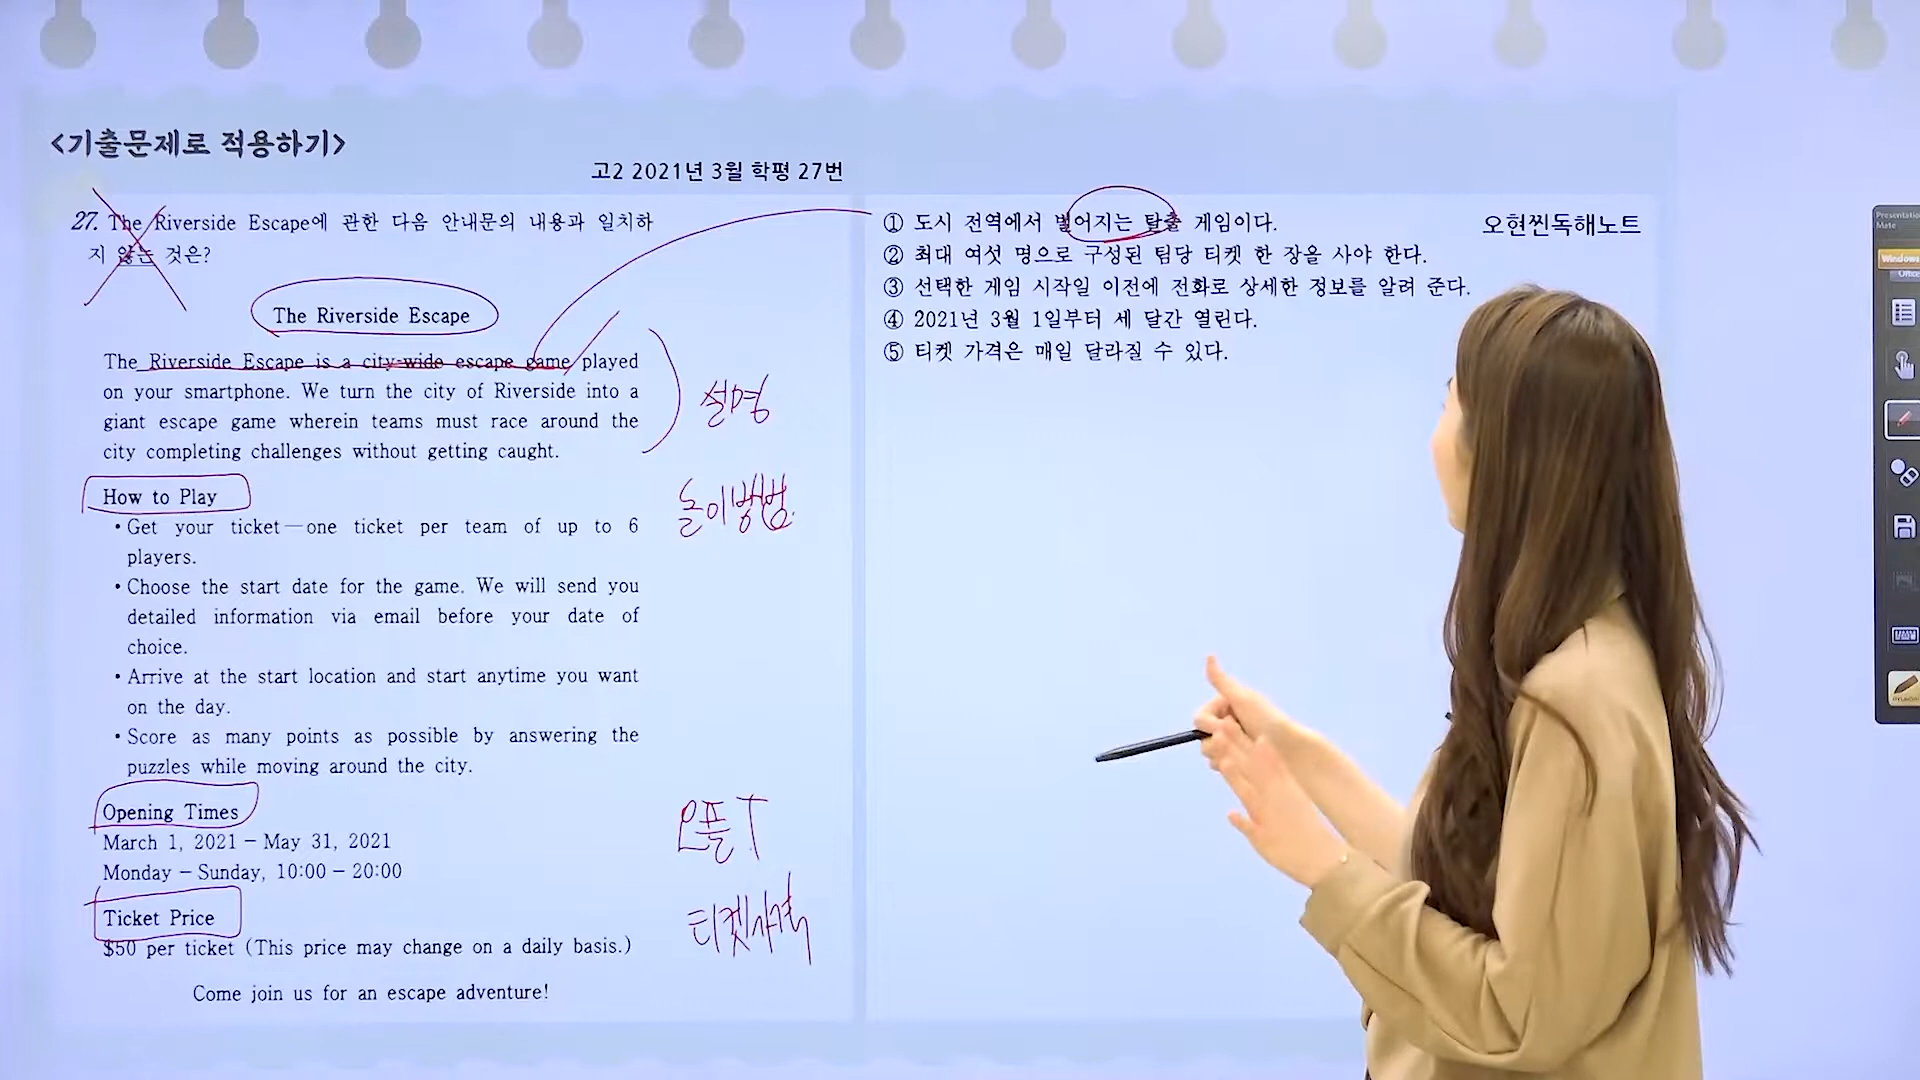 <기출문제로 적용하기>
고2 2021년 3월 학평 27번
27. The Riverside Escape에 관한 다음 안내문의 내용과 일치하
지 않는 것은?
The Riverside Escape
The Riverside Escape is a city-wide escape game played
on your smartphone. We turn the city of Riverside into a
giant escape game wherein teams must race around the
city completing challenges without getting caught.
설명
How to Play
놀이방법.
• Get your ticket — one ticket per team of up to 6
players.
• Choose the start date for the game. We will send you
detailed information via email before your date of
choice.
• Arrive at the start location and start anytime you want
on the day.
• Score as many points as possible by answering the
puzzles while moving around the city.
Opening Times
오픈T
March 1, 2021 – May 31, 2021
Monday – Sunday, 10:00 – 20:00
Ticket Price
티켓가격
$50 per ticket (This price may change on a daily basis.)
Come join us for an escape adventure!
① 도시 전역에서 벌어지는 탈출 게임이다.
② 최대 여섯 명으로 구성된 팀당 티켓 한 장을 사야 한다.
③ 선택한 게임 시작일 이전에 전화로 상세한 정보를 알려 준다.
④ 2021년 3월 1일부터 세 달간 열린다.
⑤ 티켓 가격은 매일 달라질 수 있다.
오현찐독해노트
Presentation
Mate
Windows